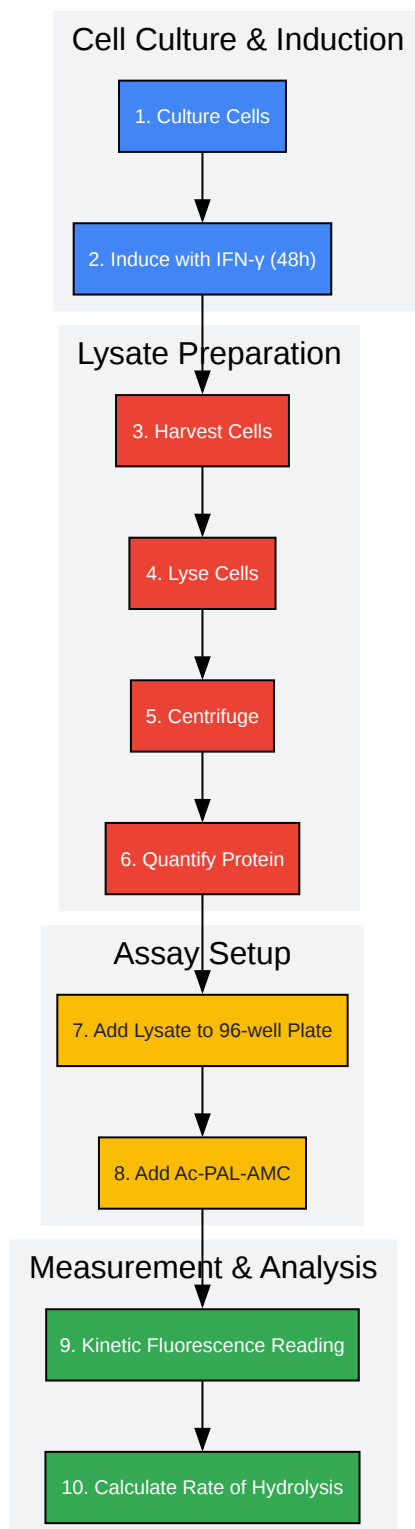 Cell Culture & Induction
1. Culture Cells
2. Induce with IFN-γ (48h)
Lysate Preparation
3. Harvest Cells
4. Lyse Cells
5. Centrifuge
6. Quantify Protein
Assay Setup
7. Add Lysate to 96-well Plate
8. Add Ac-PAL-AMC
Measurement & Analysis
9. Kinetic Fluorescence Reading
10. Calculate Rate of Hydrolysis